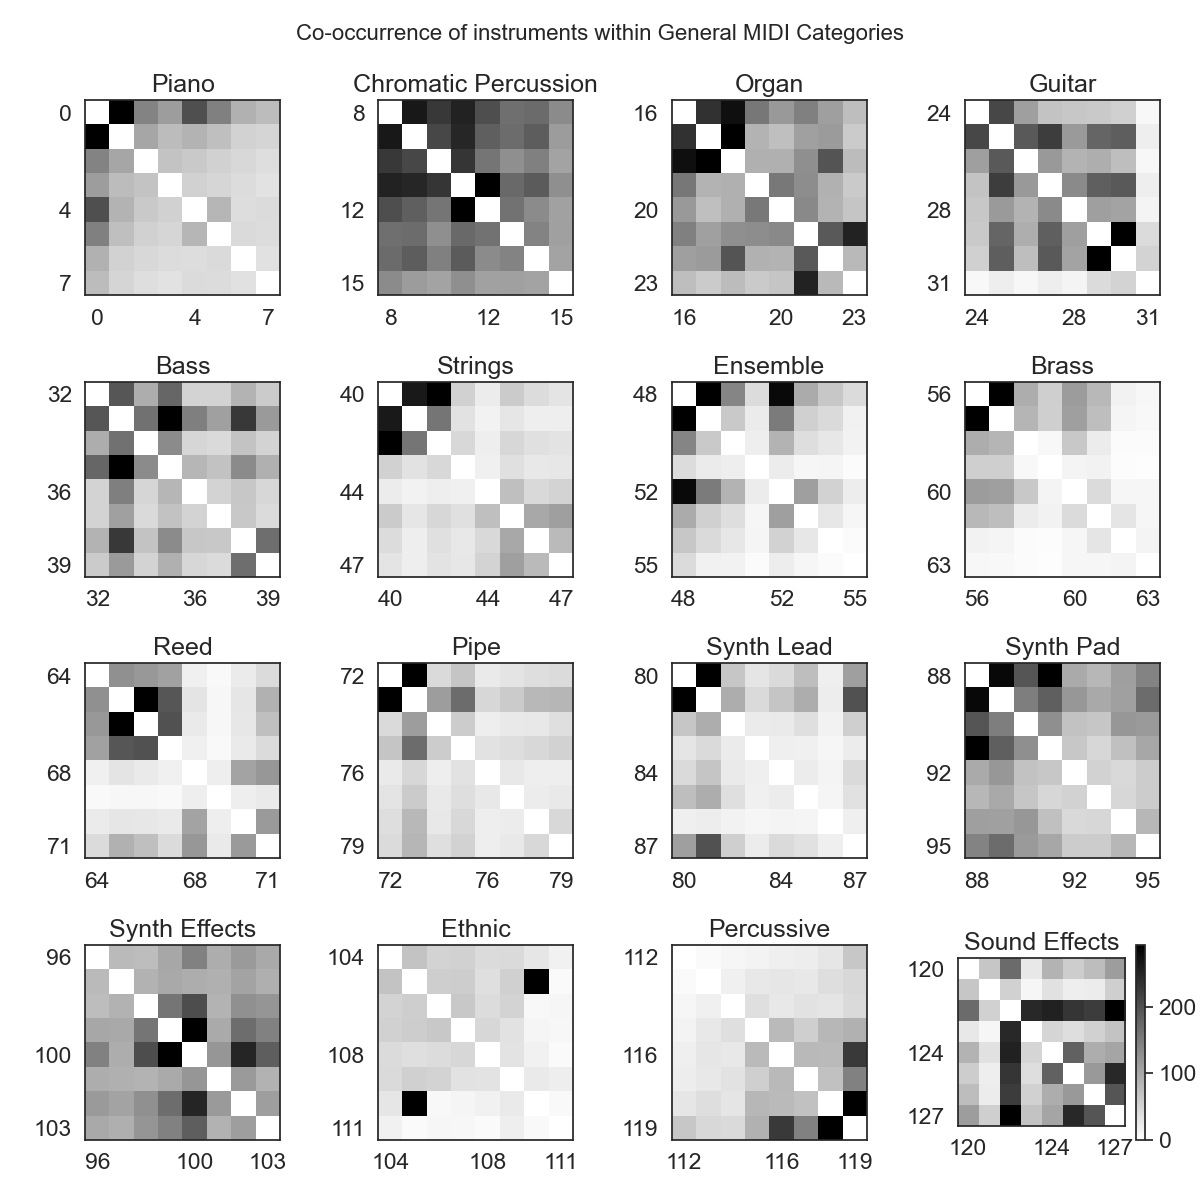 Co-occurrence of instruments within General MIDI Categories
Piano
0
4
7
0 4 7
Chromatic Percussion
8
12
15
8 12 15
Organ
16
20
23
16 20 23
Guitar
24
28
31
24 28 31
Bass
32
36
39
32 36 39
Strings
40
44
47
40 44 47
Ensemble
48
52
55
48 52 55
Brass
56
60
63
56 60 63
Reed
64
68
71
64 68 71
Pipe
72
76
79
72 76 79
Synth Lead
80
84
87
80 84 87
Synth Pad
88
92
95
88 92 95
Synth Effects
96
100
103
96 100 103
Ethnic
104
108
111
104 108 111
Percussive
112
116
119
112 116 119
Sound Effects
120
124
127
120 124 127
200
100
0